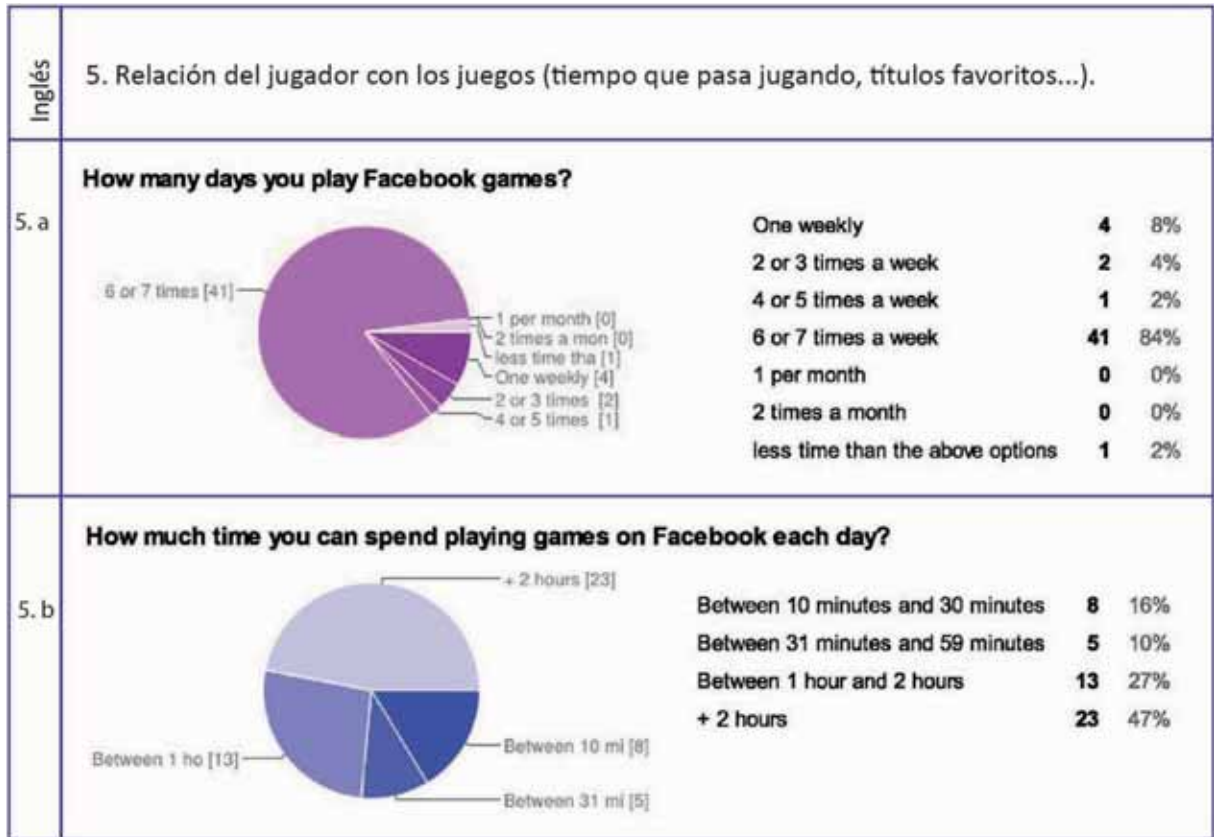 Inglés
5. Relación del jugador con los juegos (tiempo que pasa jugando, títulos favoritos...).
5. a
How many days you play Facebook games?
6 or 7 times [41]
1 per month [0]
2 times a mon [0]
less time tha [1]
One weekly [4]
2 or 3 times [2]
4 or 5 times [1]
One weekly 4 8%
2 or 3 times a week 2 4%
4 or 5 times a week 1 2%
6 or 7 times a week 41 84%
1 per month 0 0%
2 times a month 0 0%
less time than the above options 1 2%
5. b
How much time you can spend playing games on Facebook each day?
+ 2 hours [23]
Between 1 ho [13]
Between 10 mi [8]
Between 31 mi [5]
Between 10 minutes and 30 minutes 8 16%
Between 31 minutes and 59 minutes 5 10%
Between 1 hour and 2 hours 13 27%
+ 2 hours 23 47%